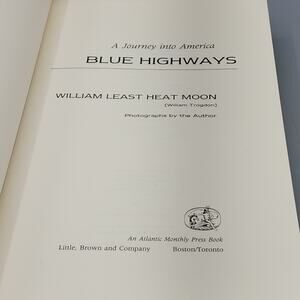 A Journey into America
BLUE HIGHWAYS
WILLIAM LEAST HEAT MOON
[William Trogdon]
Photographs by the Author
An Atlantic Monthly Press Book
Little, Brown and Company Boston/Toronto